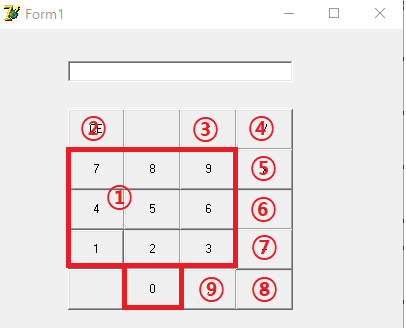 Form1
② CE ③ ④
7 8 9 ⑤
①
4 5 6 ⑥
1 2 3 ⑦
0 ⑨ ⑧